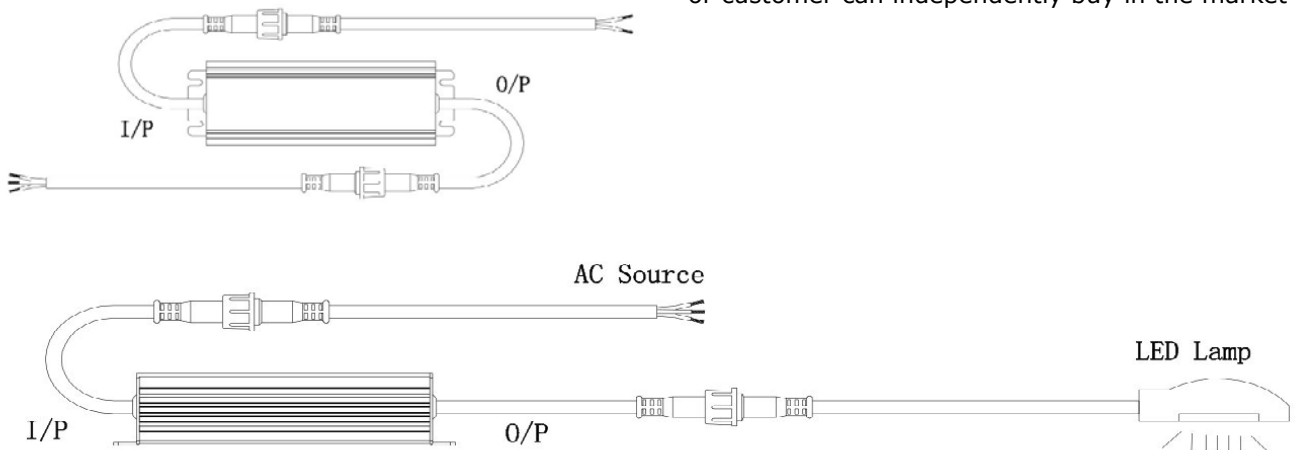 or customer can independently buy in the market
O/P
I/P
AC Source
LED Lamp
I/P
O/P